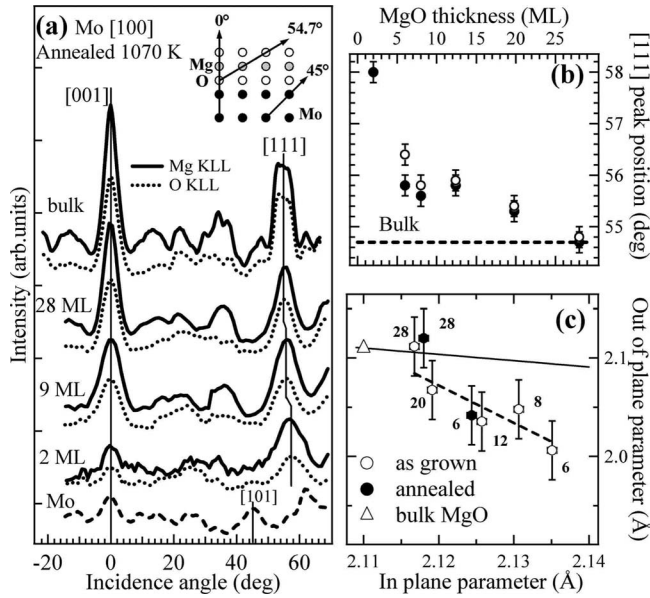 (a) Mo [100]
Annealed 1070 K
0°
54.7°
Mg
O
45°
Mo
[001]
[111]
Mg KLL
O KLL
bulk
28 ML
9 ML
2 ML
Mo
[101]
Intensity (arb.units)
-20 0 20 40 60
Incidence angle (deg)
MgO thickness (ML)
0 5 10 15 20 25
(b)
58
57
56
55
Bulk
[111] peak position (deg)
(c)
28
28
20
6
12
8
6
as grown
annealed
bulk MgO
2.1
2.0
Out of plane parameter (Å)
2.11 2.12 2.13 2.14
In plane parameter (Å)